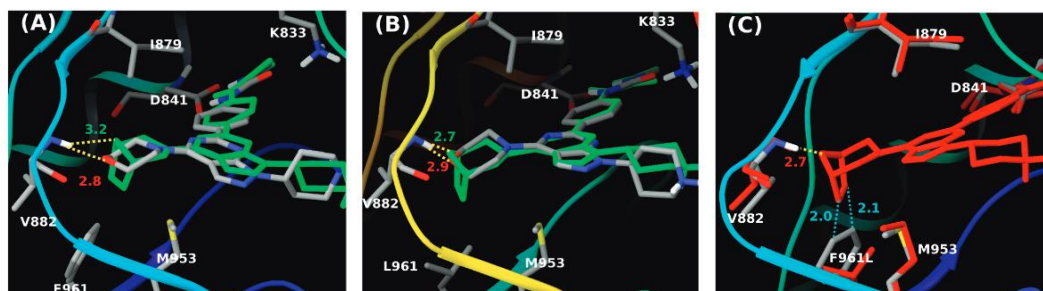 (A)
I879
K833
D841
3.2
2.8
V882
M953
F961
(B)
I879
K833
D841
2.7
2.9
V882
M953
L961
(C)
I879
D841
2.7
V882
2.0
2.1
F961L
M953